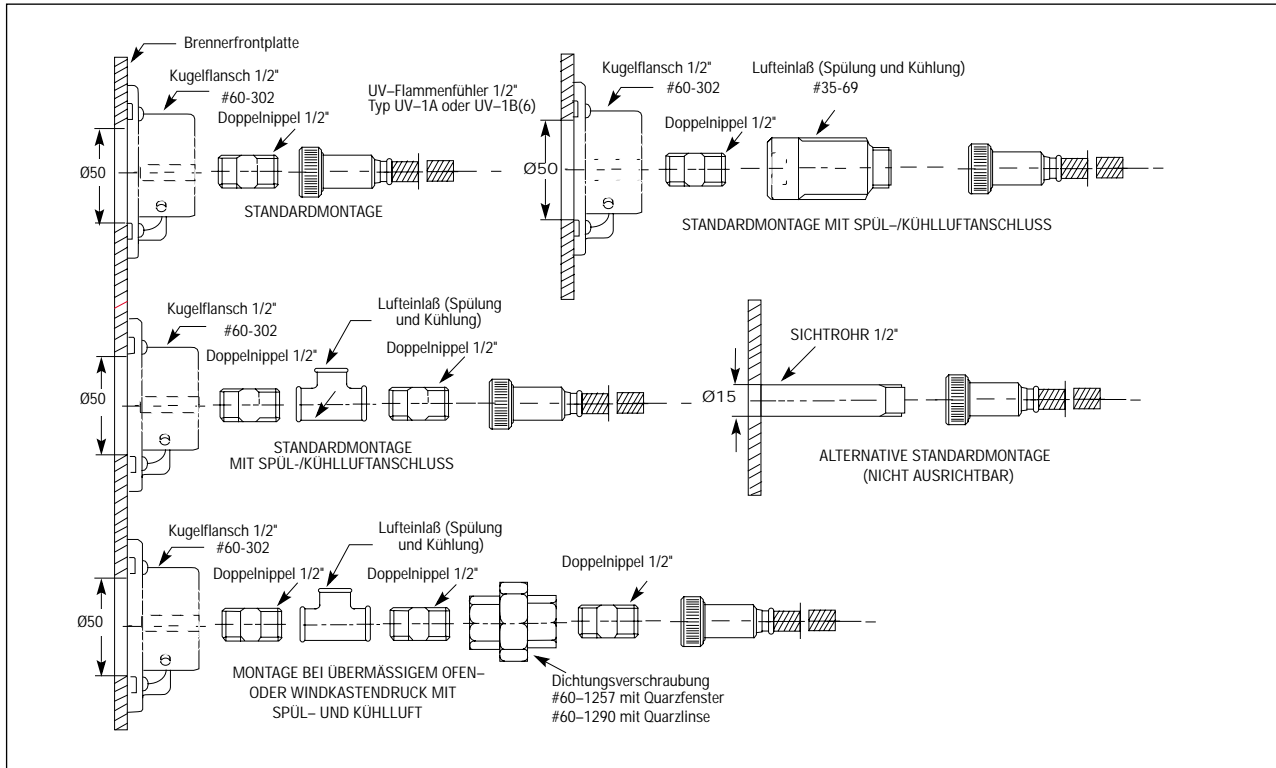 Brennerfrontplatte
Kugelflansch 1/2"
#60-302
Doppelnippel 1/2"
UV–Flammenfühler 1/2"
Typ UV–1A oder UV–1B(6)
Ø50
STANDARDMONTAGE
Kugelflansch 1/2"
#60-302
Doppelnippel 1/2"
Lufteinlaß (Spülung und Kühlung)
#35-69
Ø50
STANDARDMONTAGE MIT SPÜL–/KÜHLLUFTANSCHLUSS
Kugelflansch 1/2"
#60-302
Doppelnippel 1/2"
Lufteinlaß (Spülung
und Kühlung)
Doppelnippel 1/2"
Ø50
STANDARDMONTAGE
MIT SPÜL-/KÜHLLUFTANSCHLUSS
SICHTROHR 1/2"
Ø15
ALTERNATIVE STANDARDMONTAGE
(NICHT AUSRICHTBAR)
Kugelflansch 1/2"
#60-302
Doppelnippel 1/2"
Lufteinlaß (Spülung
und Kühlung)
Doppelnippel 1/2"
Doppelnippel 1/2"
Ø50
MONTAGE BEI ÜBERMÄSSIGEM OFEN–
ODER WINDKASTENDRUCK MIT
SPÜL– UND KÜHLLUFT
Dichtungsverschraubung
#60–1257 mit Quarzfenster
#60–1290 mit Quarzlinse